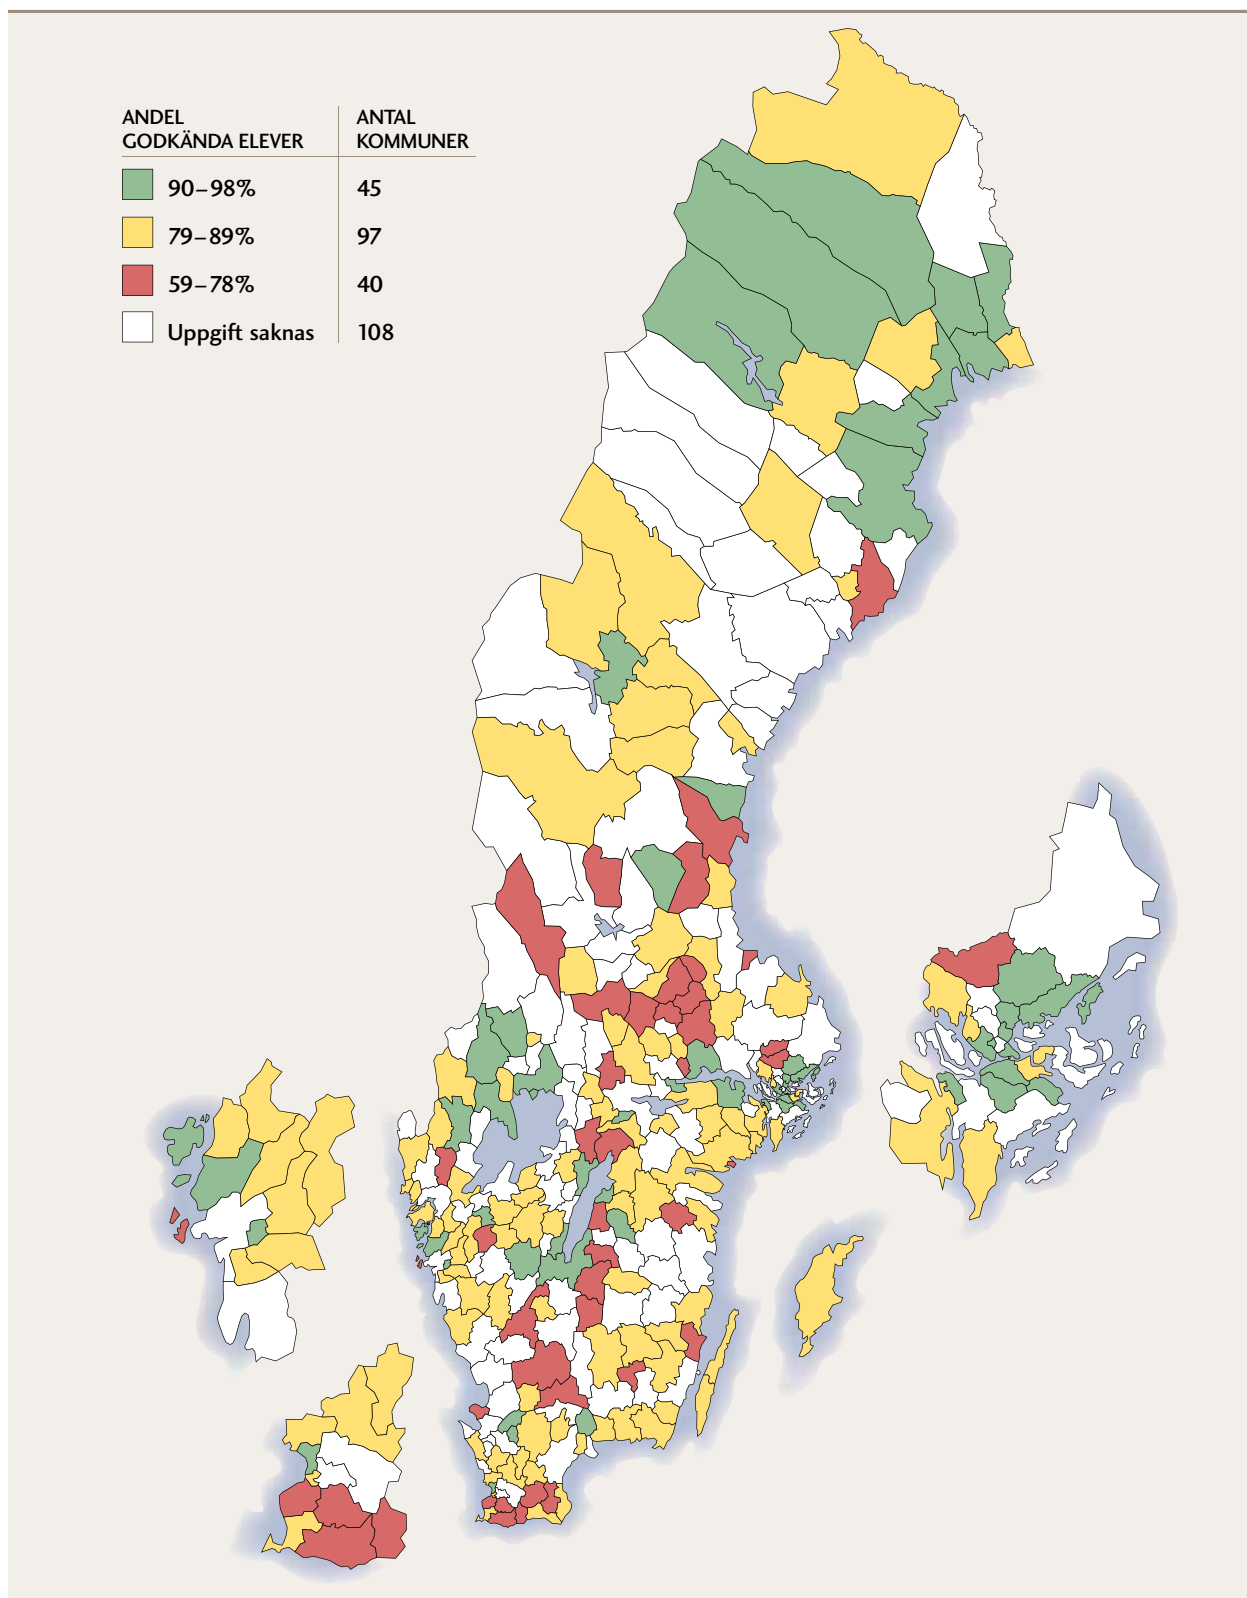 ANDEL
GODKÄNDA ELEVER
ANTAL
KOMMUNER
90–98% 45
79–89% 97
59–78% 40
Uppgift saknas 108